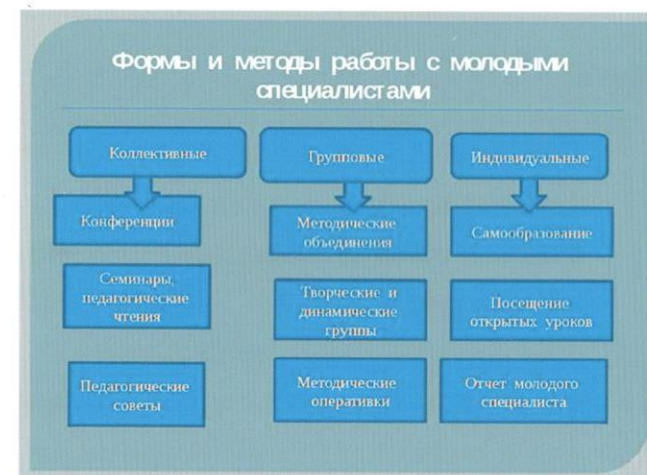 Формы и методы работы с молодыми
специалистами
Коллективные
Групповые
Индивидуальные
Конференции
Методические
объединения
Самообразование
Семинары,
педагогические
чтения
Творческие и
динамические
группы
Посещение
открытых уроков
Педагогические
советы
Методические
оперативки
Отчет молодого
специалиста